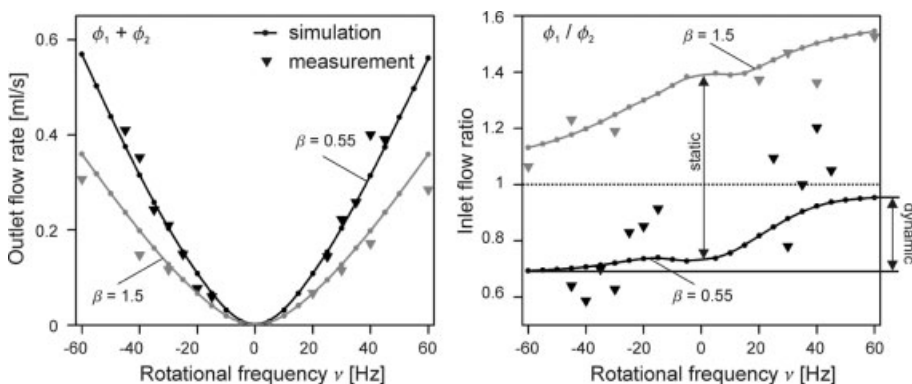 ϕ₁ + ϕ₂
simulation
measurement
β = 0.55
β = 1.5
Outlet flow rate [ml/s]
0.6
0.4
0.2
0
-60 -40 -20 0 20 40 60
Rotational frequency ν [Hz]
ϕ₁ / ϕ₂
β = 1.5
static
dynamic
β = 0.55
Inlet flow ratio
1.6
1.4
1.2
1
0.8
0.6
-60 -40 -20 0 20 40 60
Rotational frequency ν [Hz]